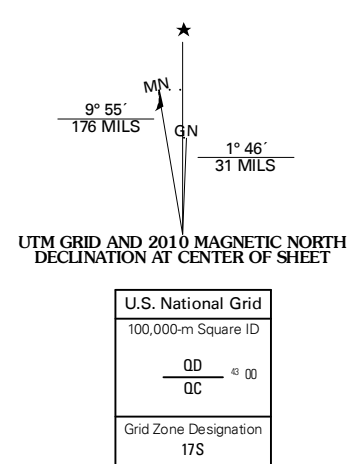 MN
9° 55´
176 MILS
GN
1° 46´
31 MILS
UTM GRID AND 2010 MAGNETIC NORTH
DECLINATION AT CENTER OF SHEET
U.S. National Grid
100,000-m Square ID
QD
43 00
QC
Grid Zone Designation
17S